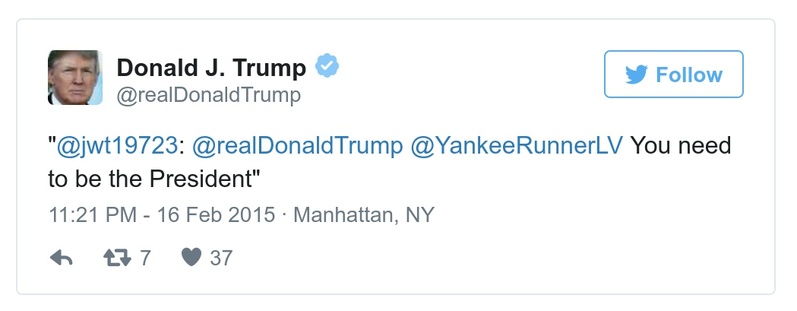 Donald J. Trump
@realDonaldTrump
Follow
"@jwt19723: @realDonaldTrump @YankeeRunnerLV You need
to be the President"
11:21 PM - 16 Feb 2015 · Manhattan, NY
7 37